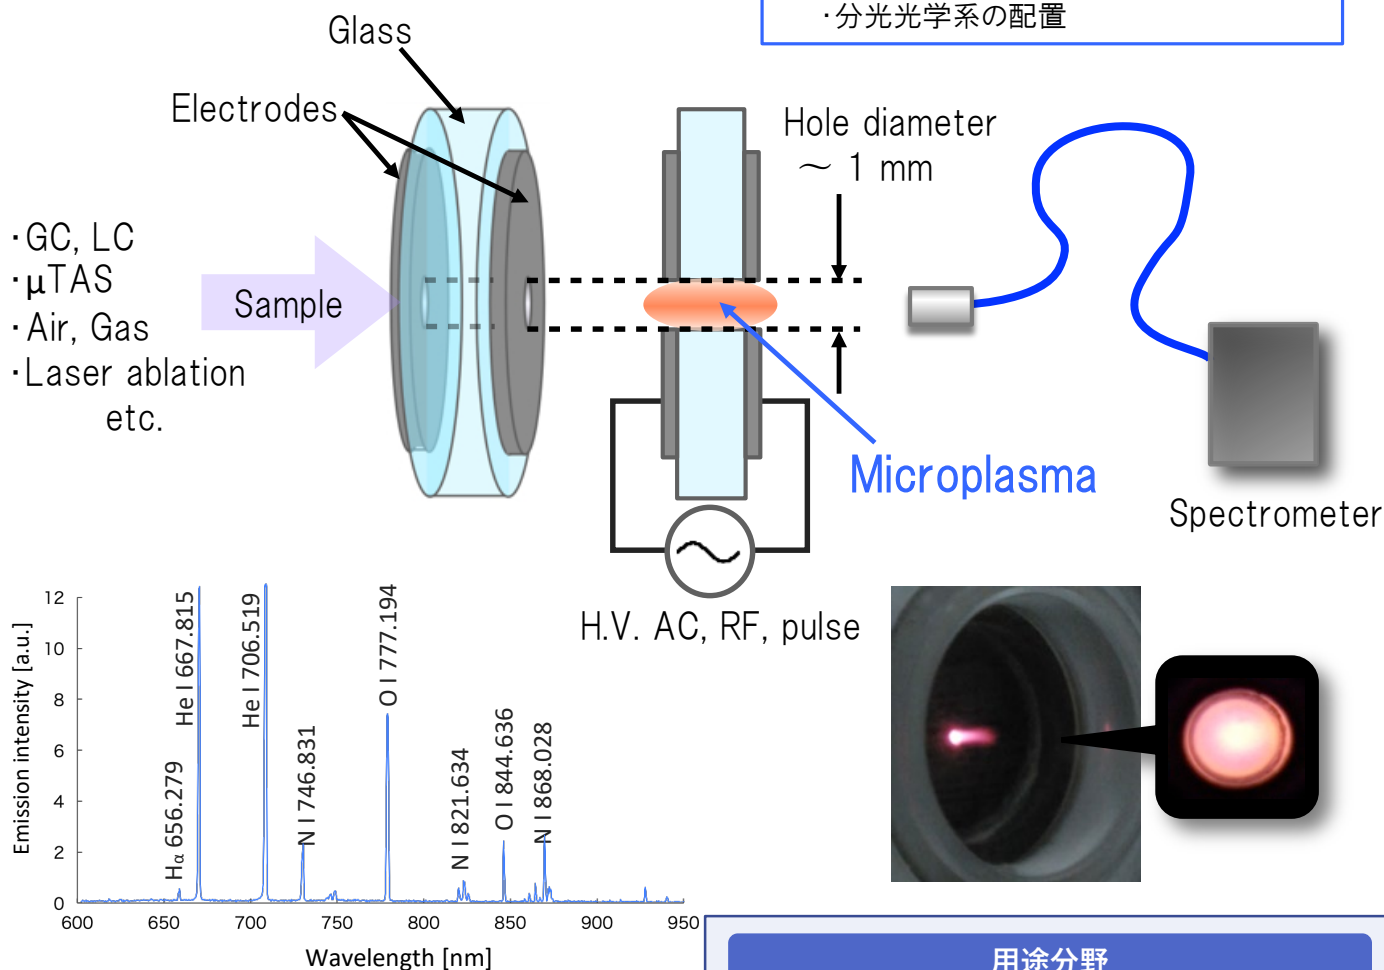 ・分光光学系の配置
Glass
Electrodes
Hole diameter
～ 1 mm
・GC, LC
・μTAS
・Air, Gas
・Laser ablation
etc.
Sample
Microplasma
Spectrometer
H.V. AC, RF, pulse
Emission intensity [a.u.]
12
10
8
6
4
2
0
Hα 656.279
He I 667.815
He I 706.519
N I 746.831
O I 777.194
N I 821.634
O I 844.636
N I 868.028
600 650 700 750 800 850 900 950
Wavelength [nm]
用途分野